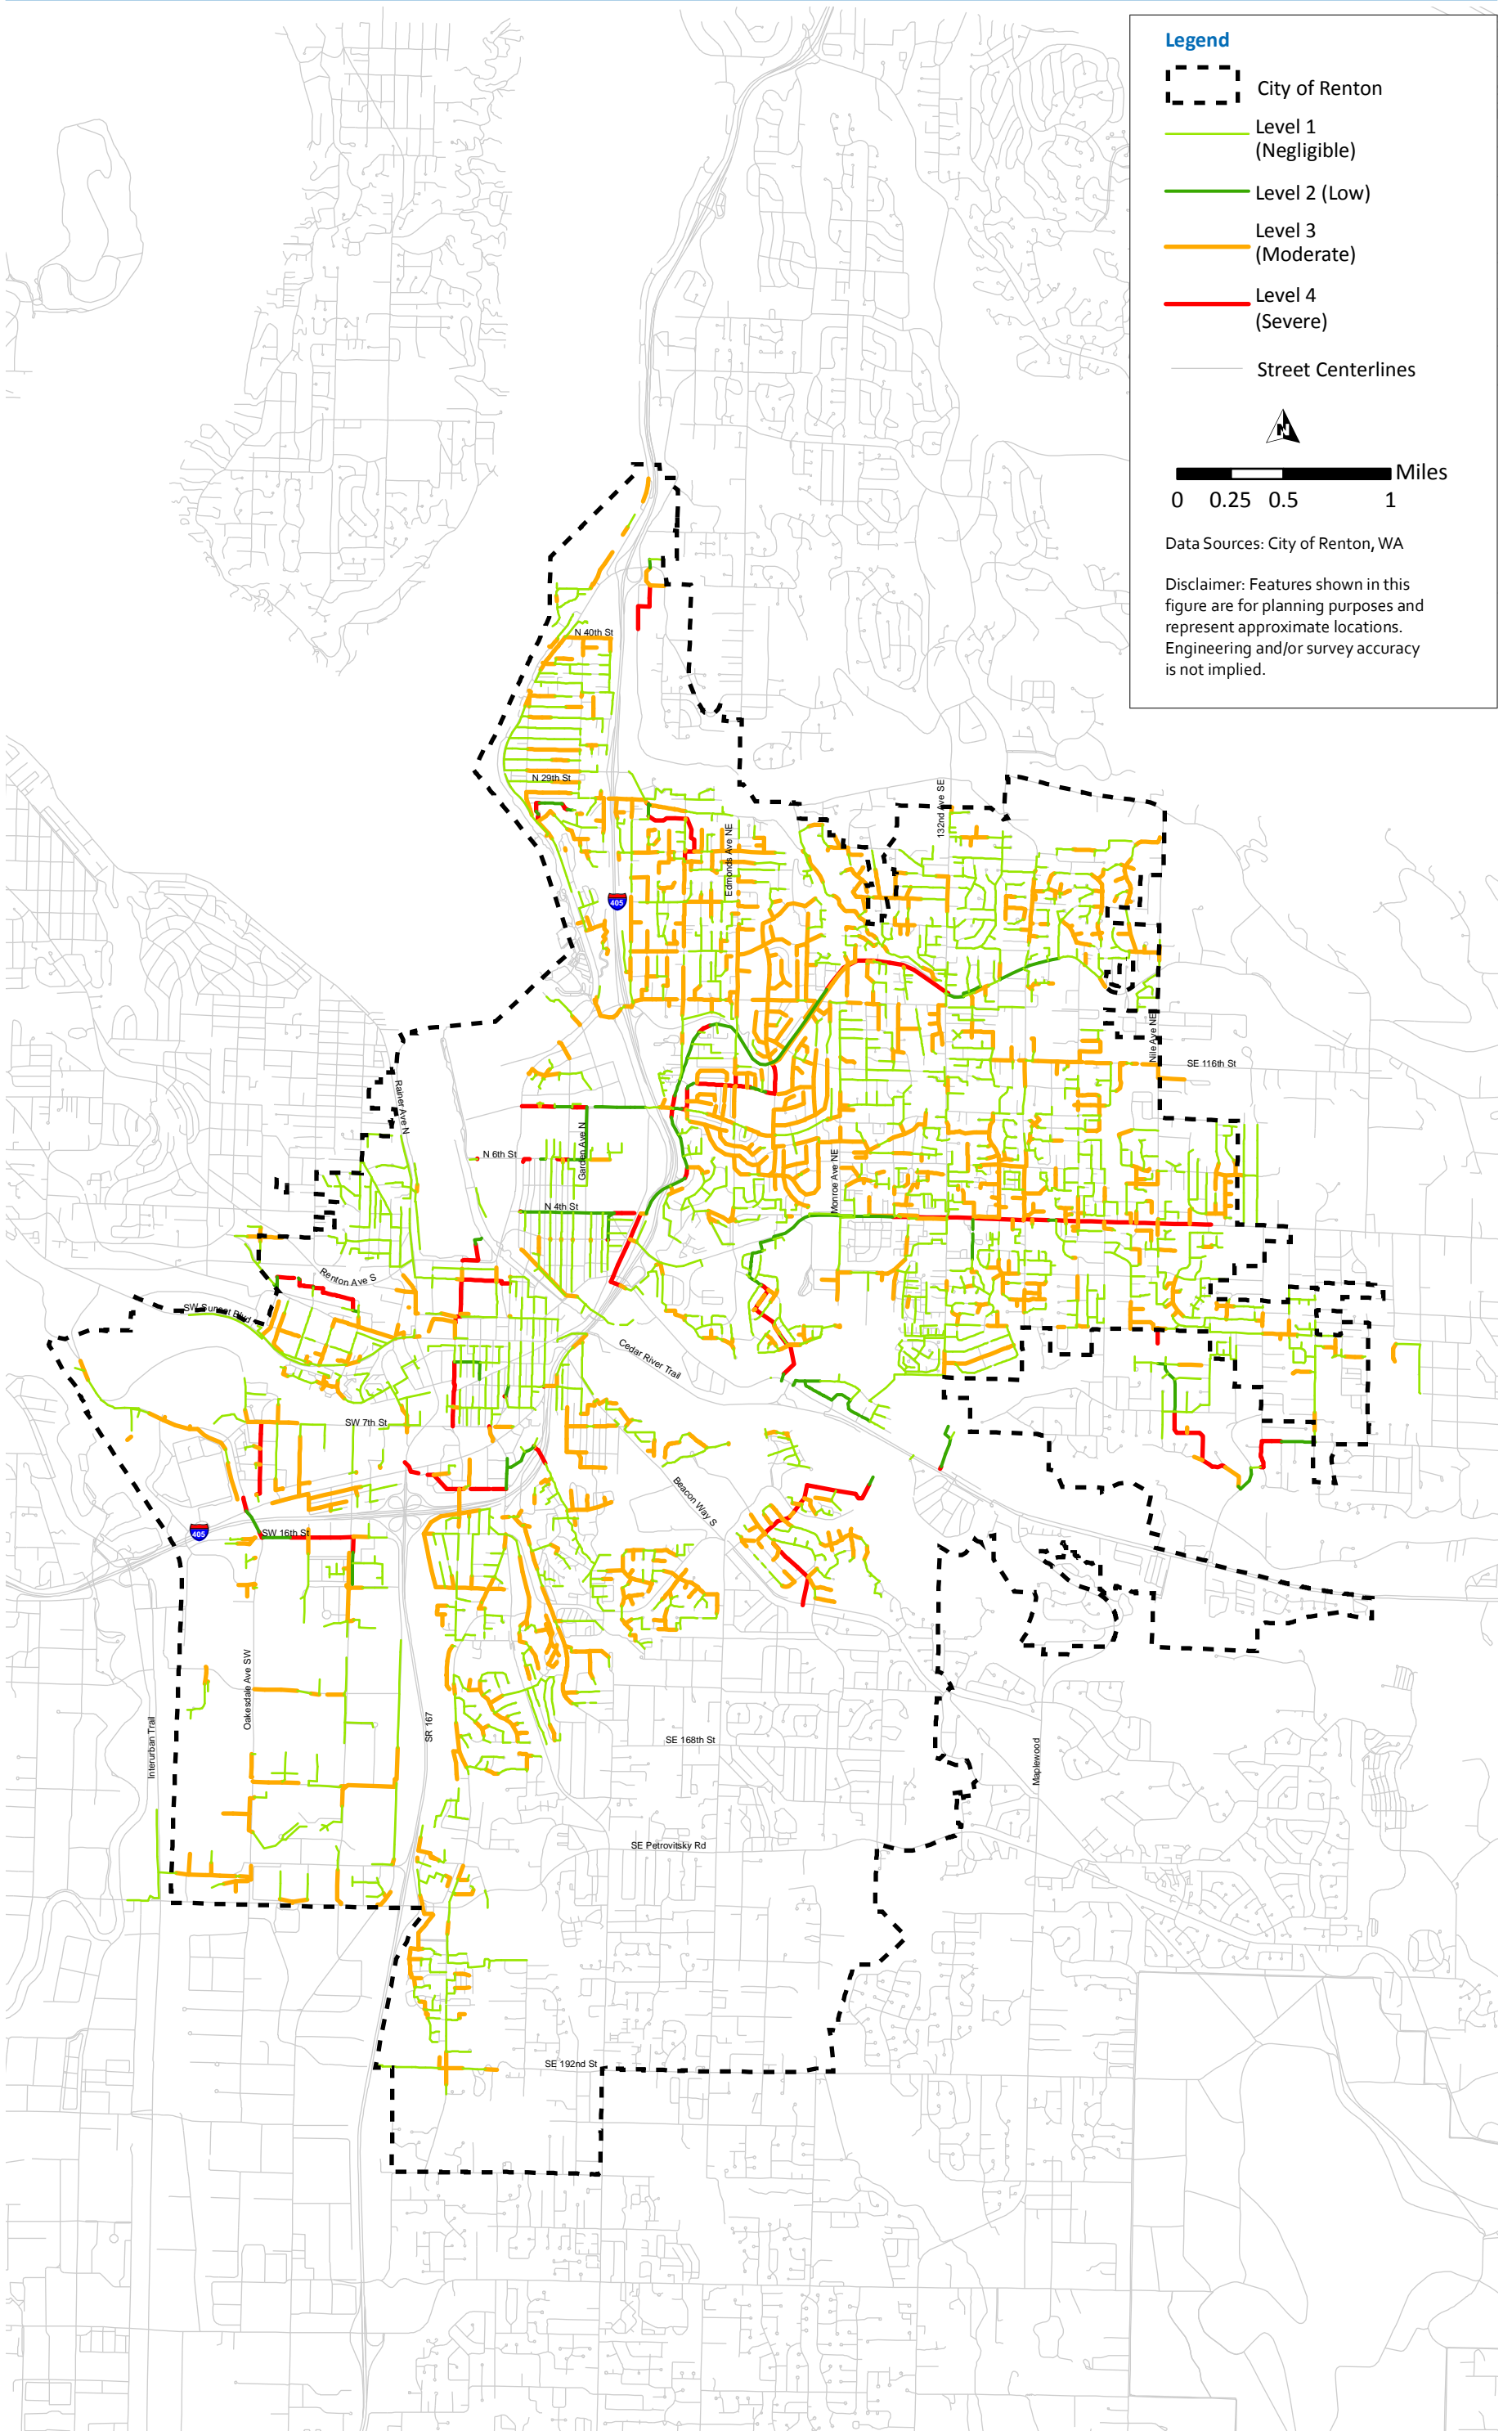 Legend
City of Renton
Level 1
(Negligible)
Level 2 (Low)
Level 3
(Moderate)
Level 4
(Severe)
Street Centerlines
N
Miles
0 0.25 0.5 1
Data Sources: City of Renton, WA
Disclaimer: Features shown in this
figure are for planning purposes and
represent approximate locations.
Engineering and/or survey accuracy
is not implied.
N 40th St
N 29th St
132nd Ave SE
Edmonds Ave NE
405
Nile Ave NE
SE 116th St
Rainer Ave N
Garden Ave N
N 6th St
Monroe Ave NE
N 4th St
Renton Ave S
SW Sunset Blvd
Cedar River Trail
SW 7th St
Beacon Way S
405
SW 16th St
Oakesdale Ave SW
Interurban Trail
SR 167
SE 168th St
Maplewood
SE Petrovitsky Rd
SE 192nd St